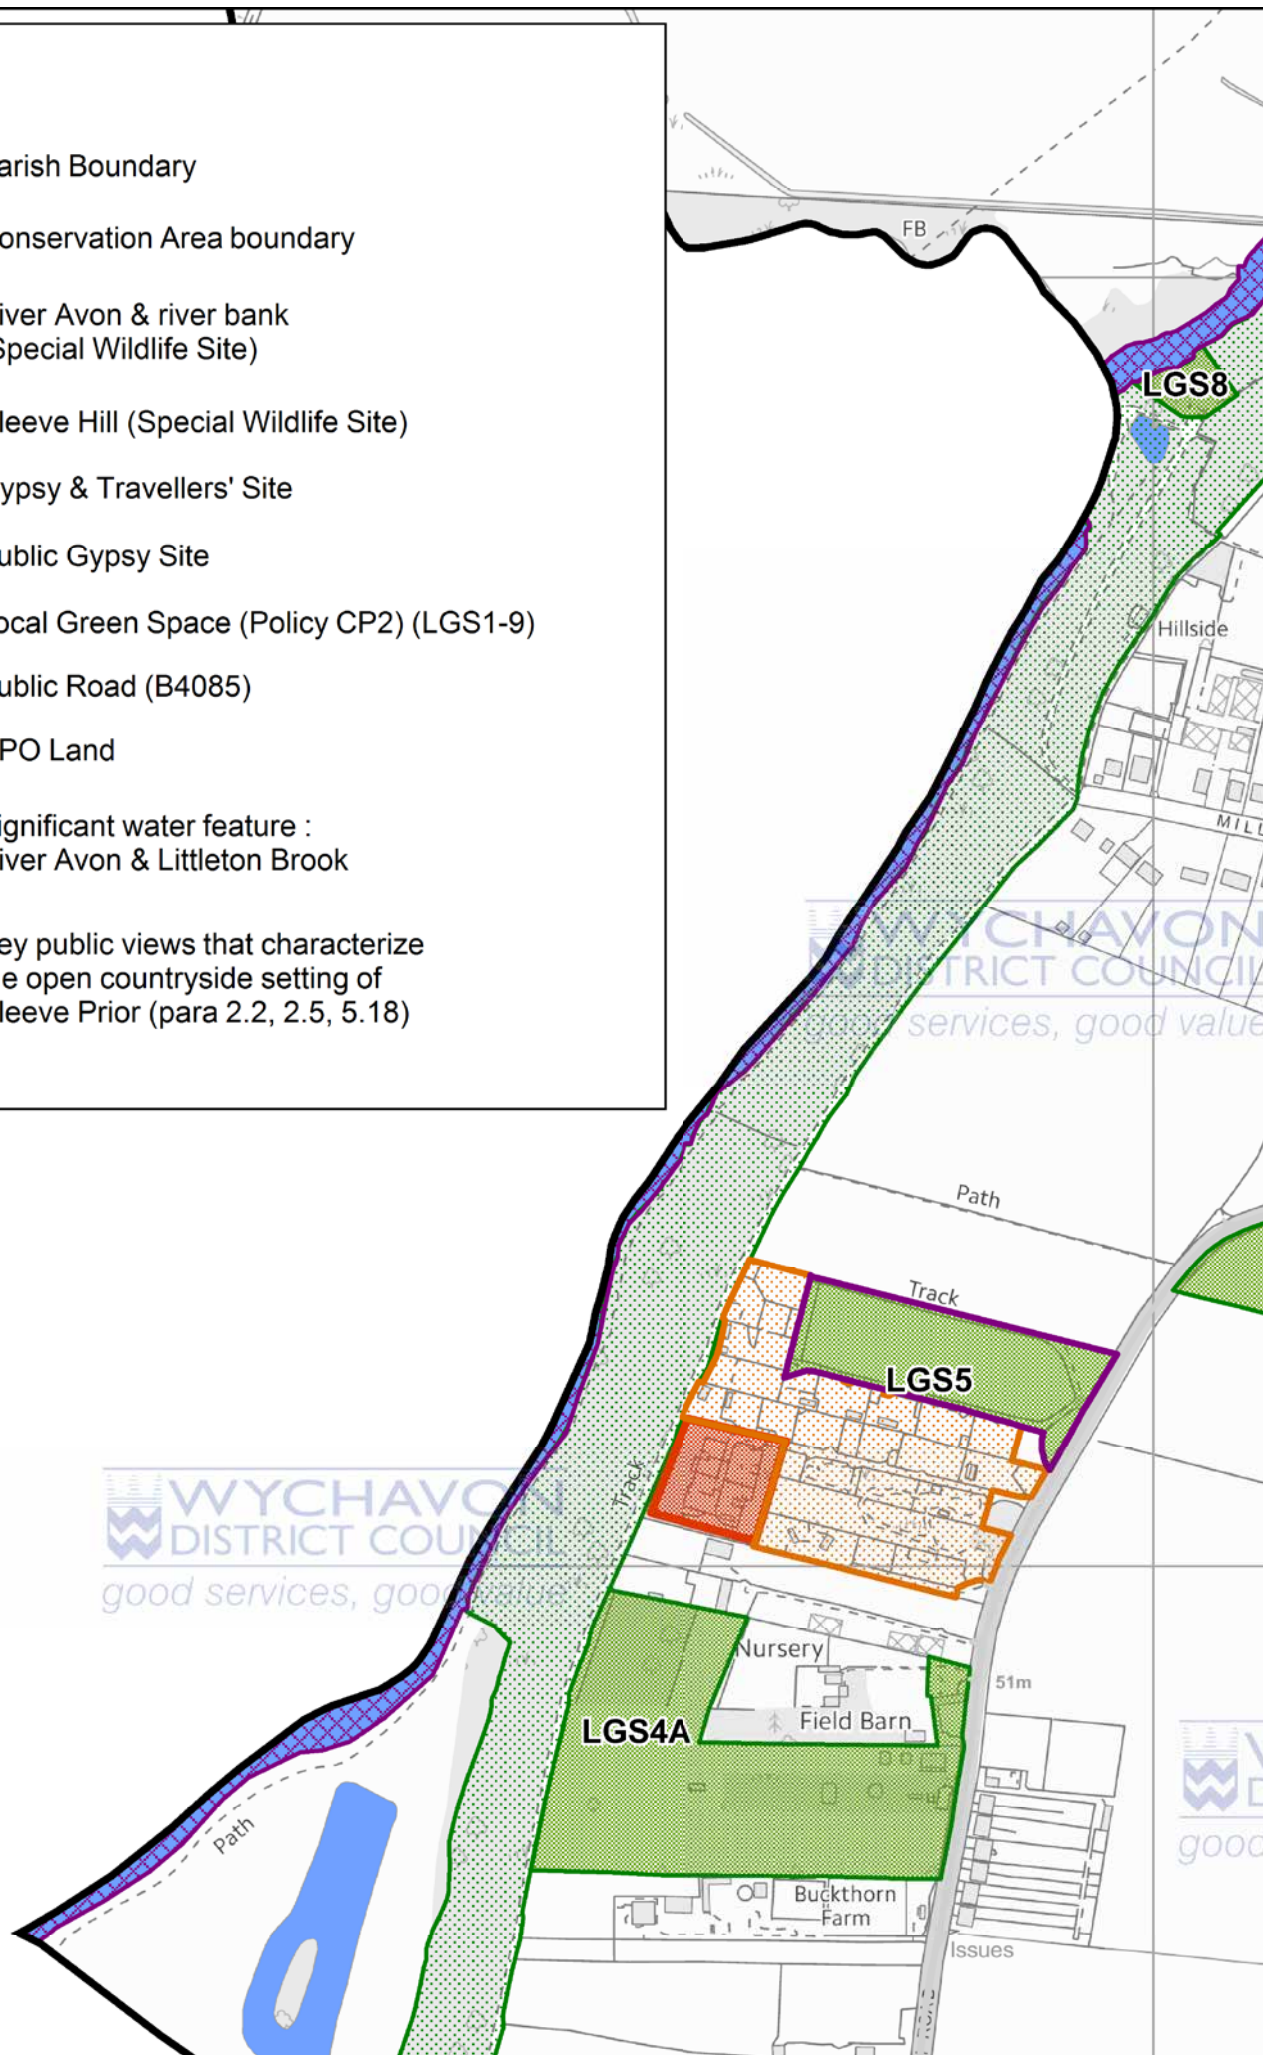 arish Boundary
onservation Area boundary
iver Avon & river bank
Special Wildlife Site)
leeve Hill (Special Wildlife Site)
ypsy & Travellers' Site
ublic Gypsy Site
ocal Green Space (Policy CP2) (LGS1-9)
ublic Road (B4085)
PO Land
ignificant water feature :
iver Avon & Littleton Brook
ey public views that characterize
e open countryside setting of
leeve Prior (para 2.2, 2.5, 5.18)
FB
LGS8
Hillside
MILL
WYCHAVON
DISTRICT COUNCIL
good services, good value
Path
Track
LGS5
Track
WYCHAVON
DISTRICT COUNCIL
good services, good value
Nursery
51m
LGS4A
Field Barn
good
Path
Buckthorn
Farm
Issues
ROAD